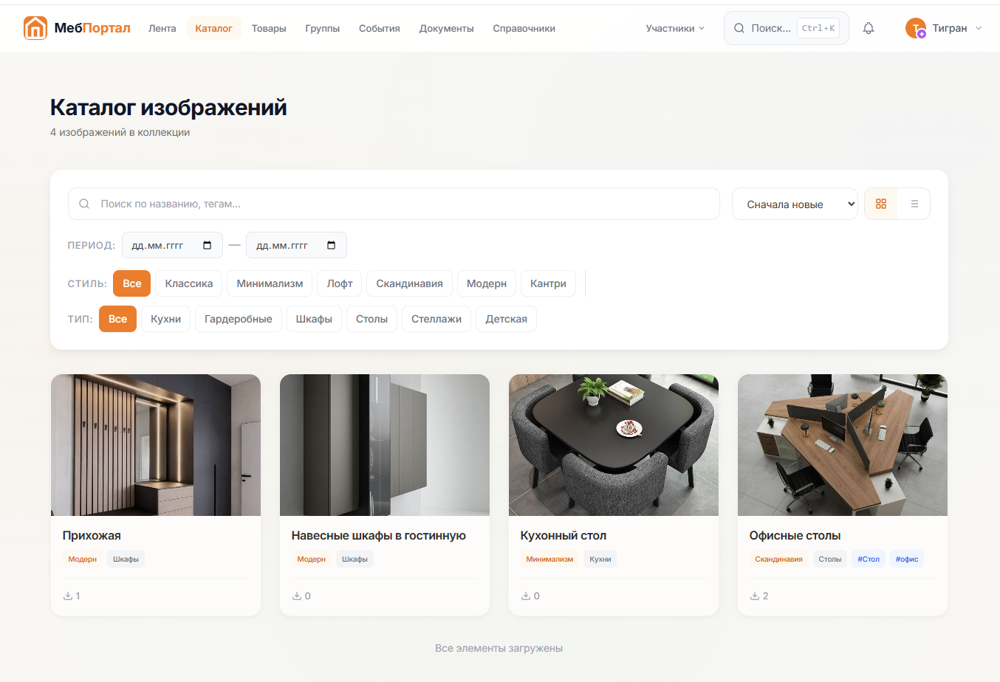 МебПортал Лента Каталог Товары Группы События Документы Справочники Участники Поиск... Ctrl+K Т Тигран
Каталог изображений
4 изображений в коллекции
Поиск по названию, тегам... Сначала новые
ПЕРИОД: дд.мм.гггг — дд.мм.гггг
СТИЛЬ: Все Классика Минимализм Лофт Скандинавия Модерн Кантри
ТИП: Все Кухни Гардеробные Шкафы Столы Стеллажи Детская
Прихожая
Модерн Шкафы
1
Навесные шкафы в гостинную
Модерн Шкафы
0
Кухонный стол
Минимализм Кухни
0
Офисные столы
Скандинавия Столы #Стол #офис
2
Все элементы загружены